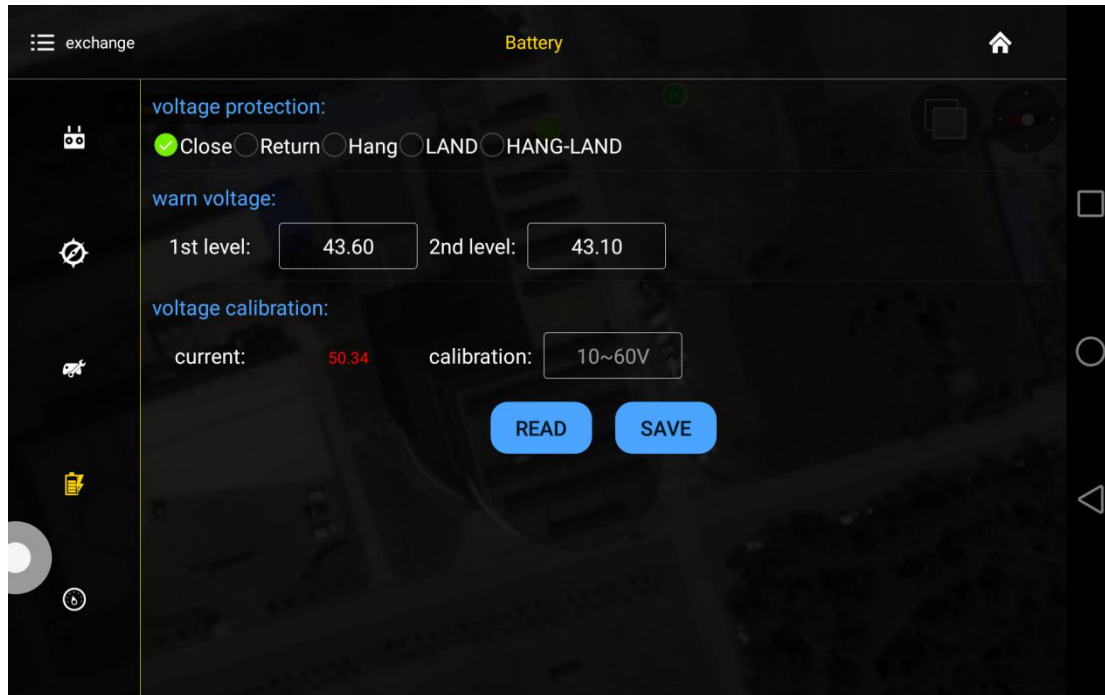 exchange Battery
voltage protection:
Close Return Hang LAND HANG-LAND
warn voltage:
1st level: 43.60 2nd level: 43.10
voltage calibration:
current: 50.34 calibration: 10~60V
READ SAVE